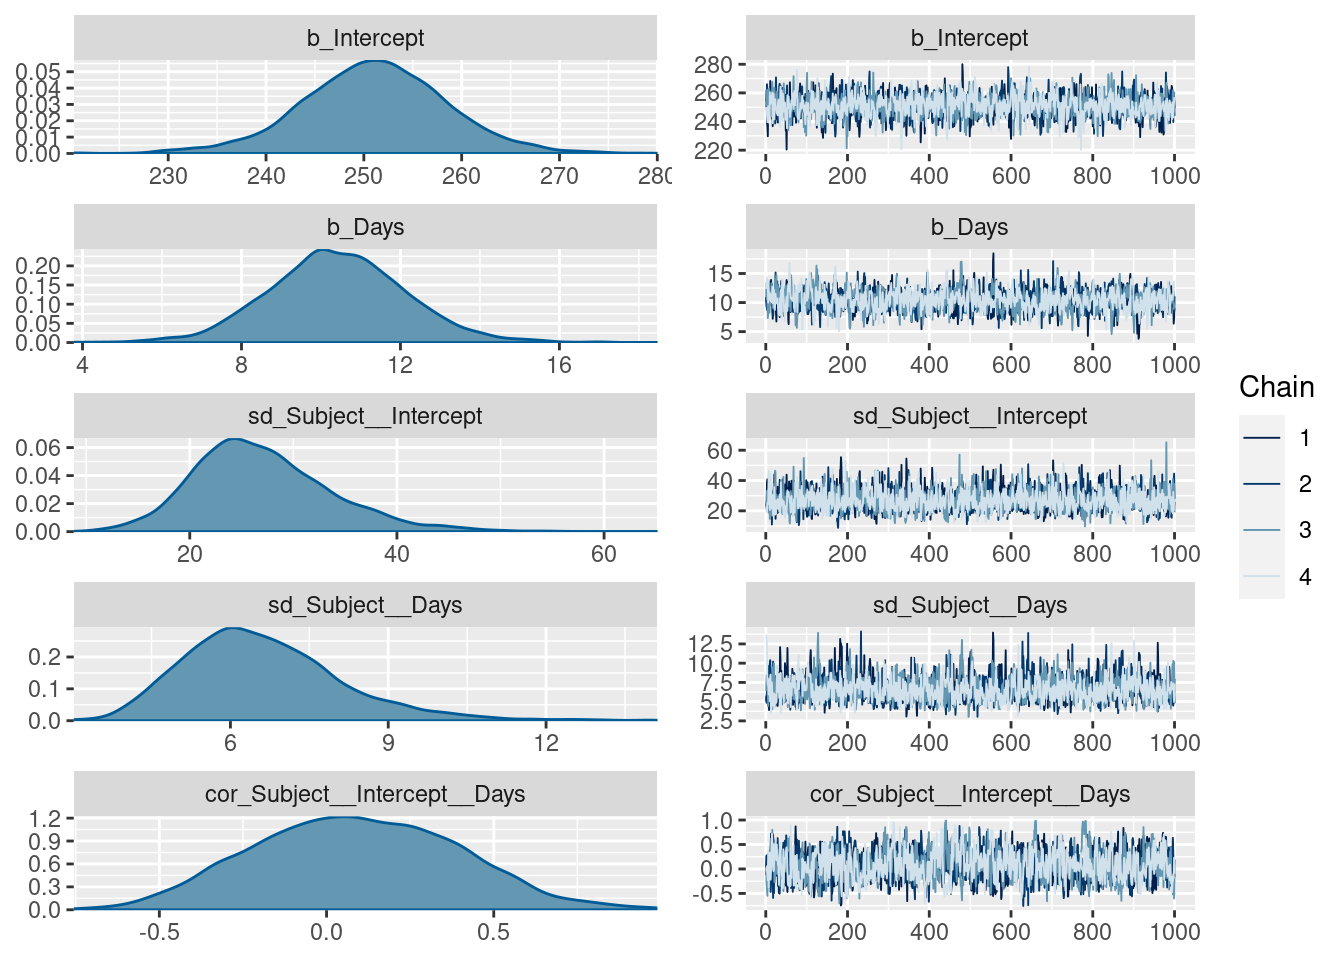 b_Intercept
0.05
0.04
0.03
0.02
0.01
0.00
230 240 250 260 270 280
b_Intercept
280
260
240
220
0 200 400 600 800 1000
b_Days
0.20
0.15
0.10
0.05
0.00
4 8 12 16
b_Days
15
10
5
0 200 400 600 800 1000
sd_Subject__Intercept
0.06
0.04
0.02
0.00
20 40 60
sd_Subject__Intercept
60
40
20
0 200 400 600 800 1000
sd_Subject__Days
0.2
0.1
0.0
6 9 12
sd_Subject__Days
12.5
10.0
7.5
5.0
2.5
0 200 400 600 800 1000
cor_Subject__Intercept__Days
1.2
0.9
0.6
0.3
0.0
-0.5 0.0 0.5
cor_Subject__Intercept__Days
1.0
0.5
0.0
-0.5
0 200 400 600 800 1000
Chain
1
2
3
4